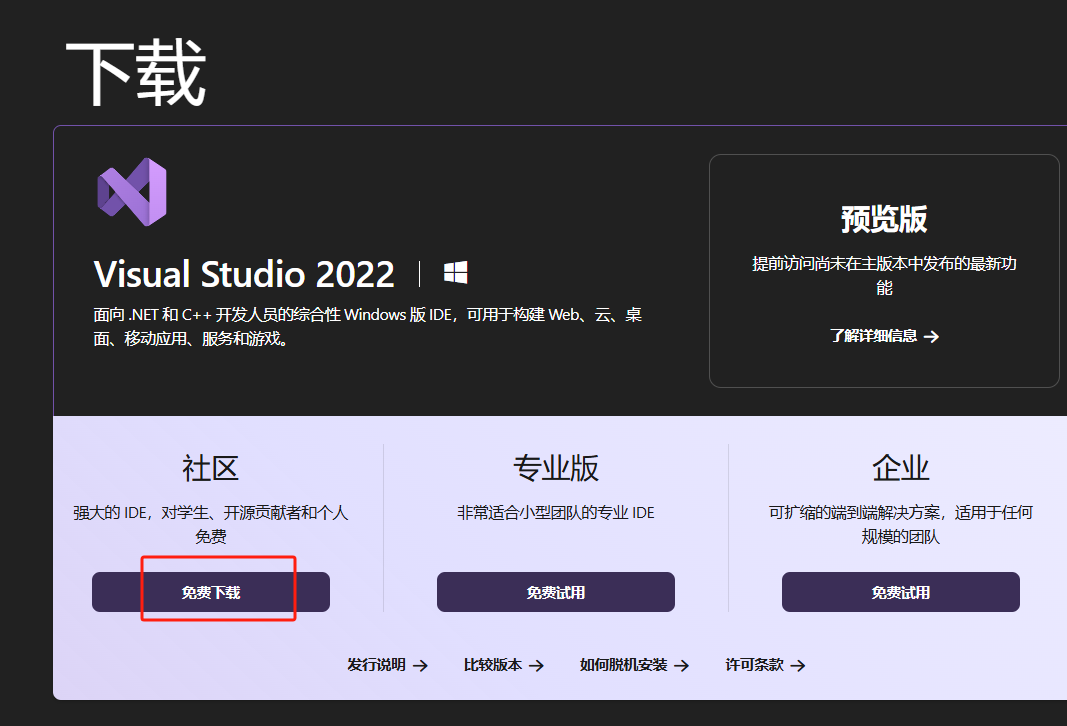 下载
Visual Studio 2022
面向 .NET 和 C++ 开发人员的综合性 Windows 版 IDE，可用于构建 Web、云、桌
面、移动应用、服务和游戏。
预览版
提前访问尚未在主版本中发布的最新功
能
了解详细信息
社区
强大的 IDE，对学生、开源贡献者和个人
免费
免费下载
专业版
非常适合小型团队的专业 IDE
免费试用
企业
可扩缩的端到端解决方案，适用于任何
规模的团队
免费试用
发行说明
比较版本
如何脱机安装
许可条款